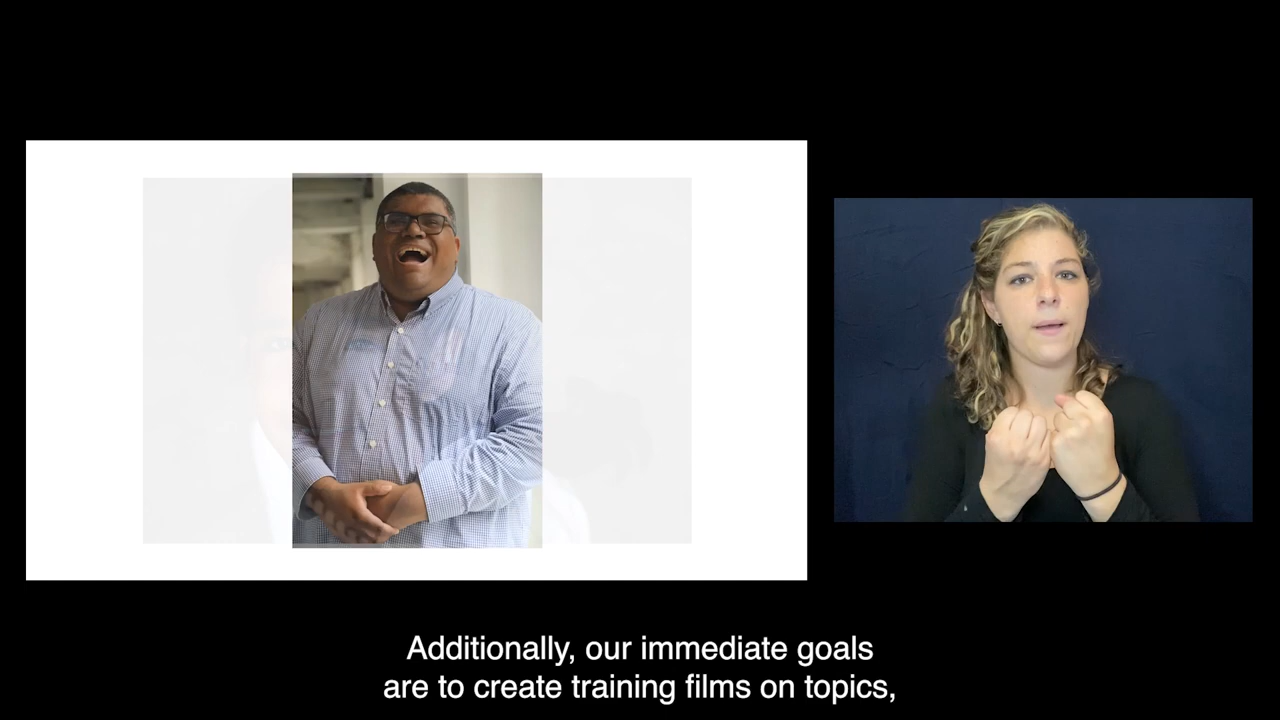 Additionally, our immediate goals
are to create training films on topics,